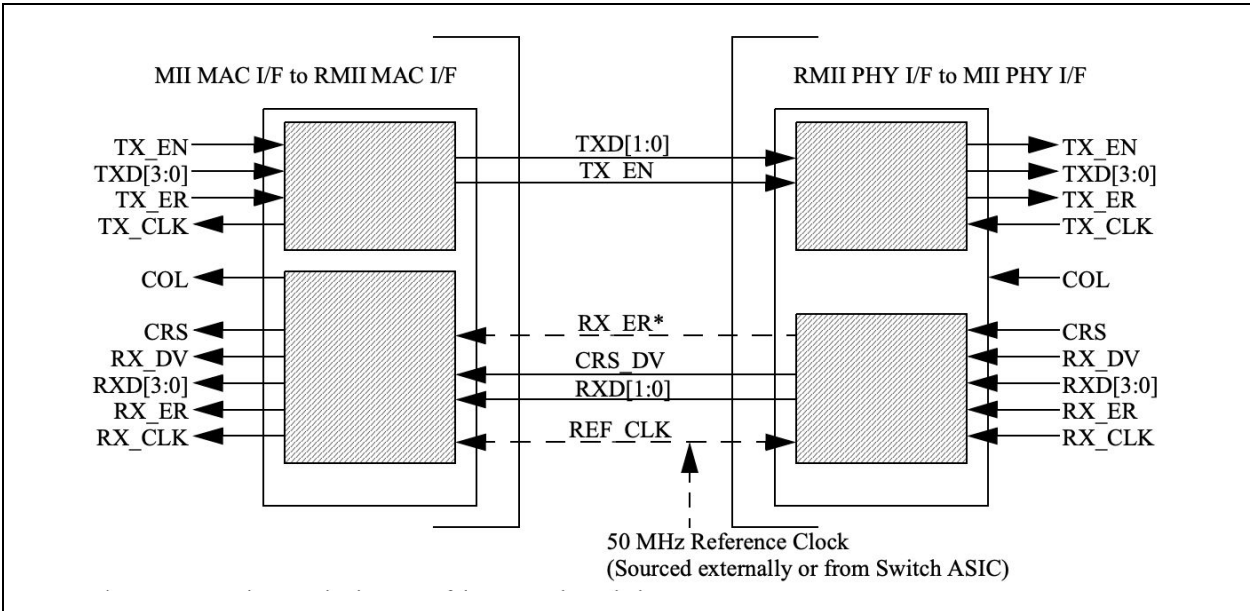 MII MAC I/F to RMII MAC I/F
RMII PHY I/F to MII PHY I/F
TX_EN
TXD[3:0]
TX_ER
TX_CLK
COL
CRS
RX_DV
RXD[3:0]
RX_ER
RX_CLK
TXD[1:0]
TX_EN
RX_ER*
CRS_DV
RXD[1:0]
REF_CLK
TX_EN
TXD[3:0]
TX_ER
TX_CLK
COL
CRS
RX_DV
RXD[3:0]
RX_ER
RX_CLK
50 MHz Reference Clock
(Sourced externally or from Switch ASIC)